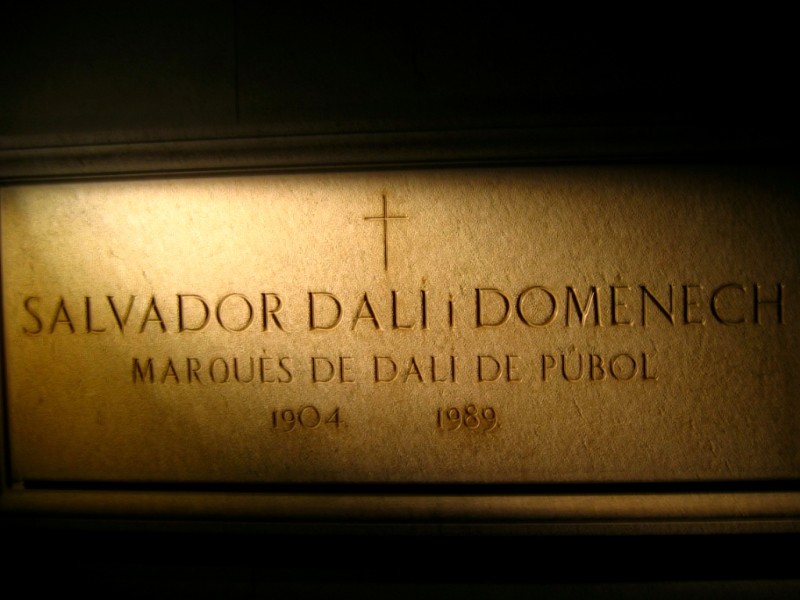 SALVADOR DALÍ i DOMÈNECH
MARQUÈS DE DALÍ DE PÚBOL
1904. 1989.